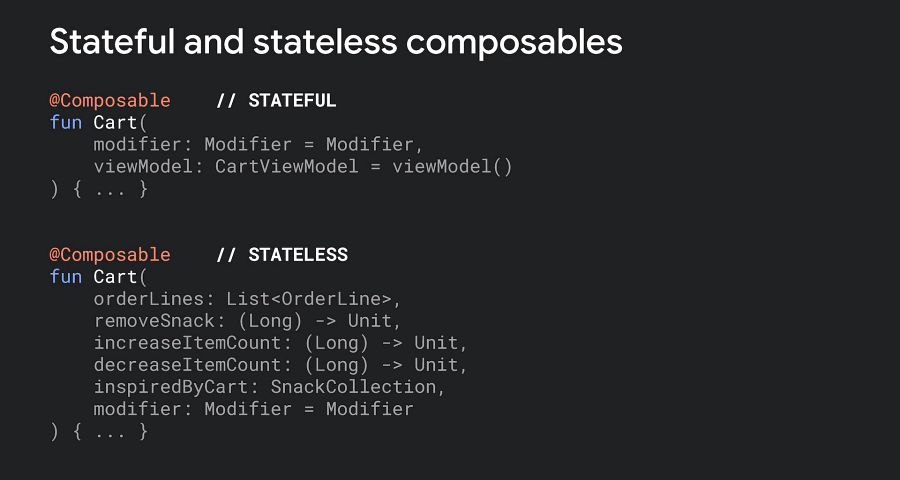 Stateful and stateless composables
@Composable    // STATEFUL
fun Cart(
    modifier: Modifier = Modifier,
    viewModel: CartViewModel = viewModel()
) { ... }
@Composable    // STATELESS
fun Cart(
    orderLines: List<OrderLine>,
    removeSnack: (Long) -> Unit,
    increaseItemCount: (Long) -> Unit,
    decreaseItemCount: (Long) -> Unit,
    inspiredByCart: SnackCollection,
    modifier: Modifier = Modifier
) { ... }